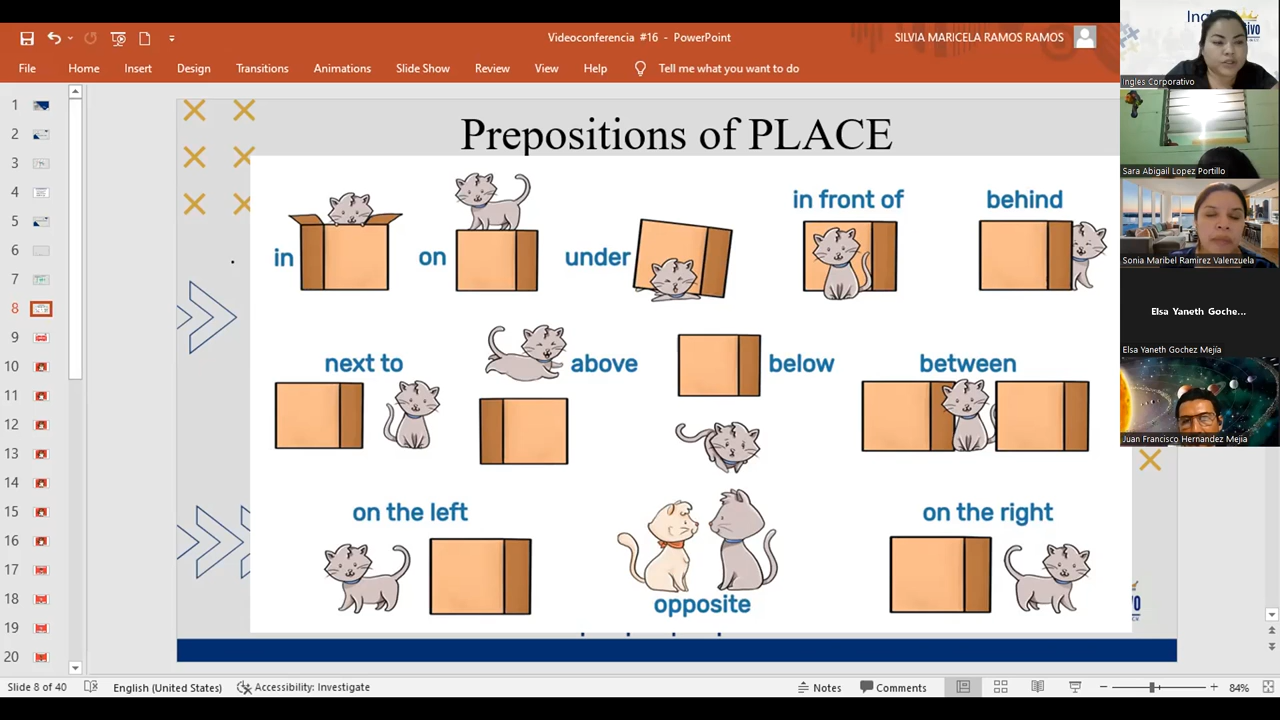 Videoconferencia #16 - PowerPoint
SILVIA MARICELA RAMOS RAMOS
File Home Insert Design Transitions Animations Slide Show Review View Help Tell me what you want to do
1
2
3
4
5
6
7
8
9
10
11
12
13
14
15
16
17
18
19
20
Prepositions of PLACE
in
on
under
in front of
behind
next to
above
below
between
on the left
opposite
on the right
Ingles Corporativo
Sara Abigail Lopez Portillo
Sonia Maribel Ramirez Valenzuela
Elsa Yaneth Goche...
Elsa Yaneth Gochez Mejía
Juan Francisco Hernandez Mejia
Slide 8 of 40 English (United States) Accessibility: Investigate Notes Comments 84%